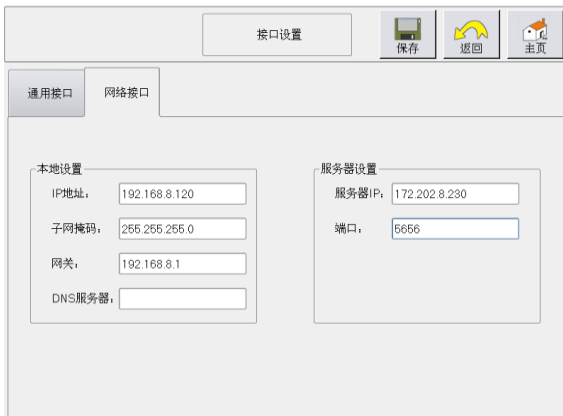 接口设置
保存
返回
主页
通用接口
网络接口
本地设置
IP地址：
192.168.8.120
子网掩码：
255.255.255.0
网关：
192.168.8.1
DNS服务器：
服务器设置
服务器IP：
172.202.8.230
端口：
5656